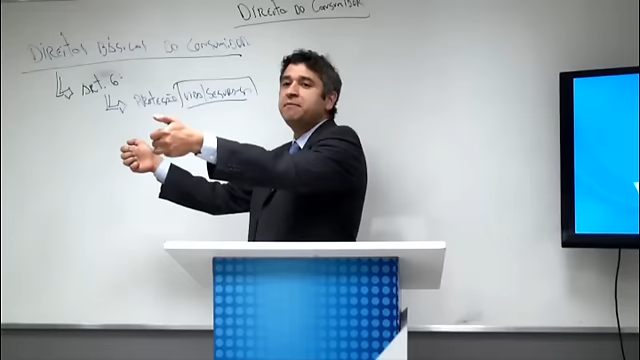 Direito do Consumidor
Direitos Básicos do Consumidor
Art. 6º
Proteção vida/segurança